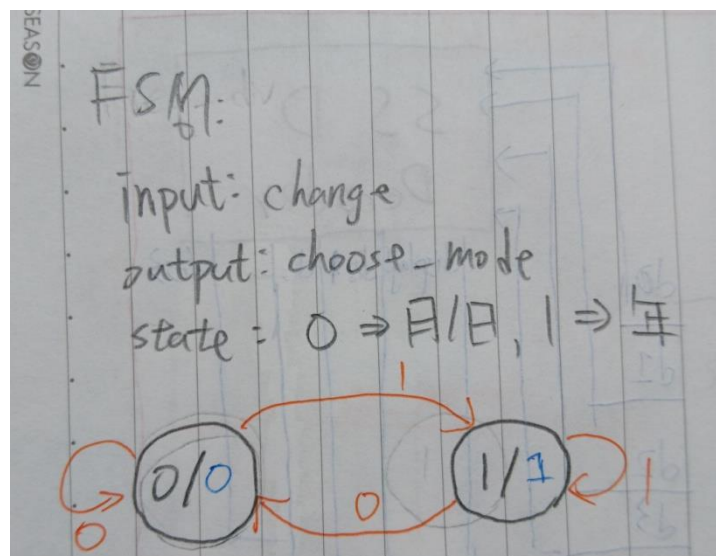 SEASON
FSM:
input: change
output: choose_mode
state: 0 ⇒ 月/日, 1 ⇒ 年
1
0/0
1/1
0
0
1